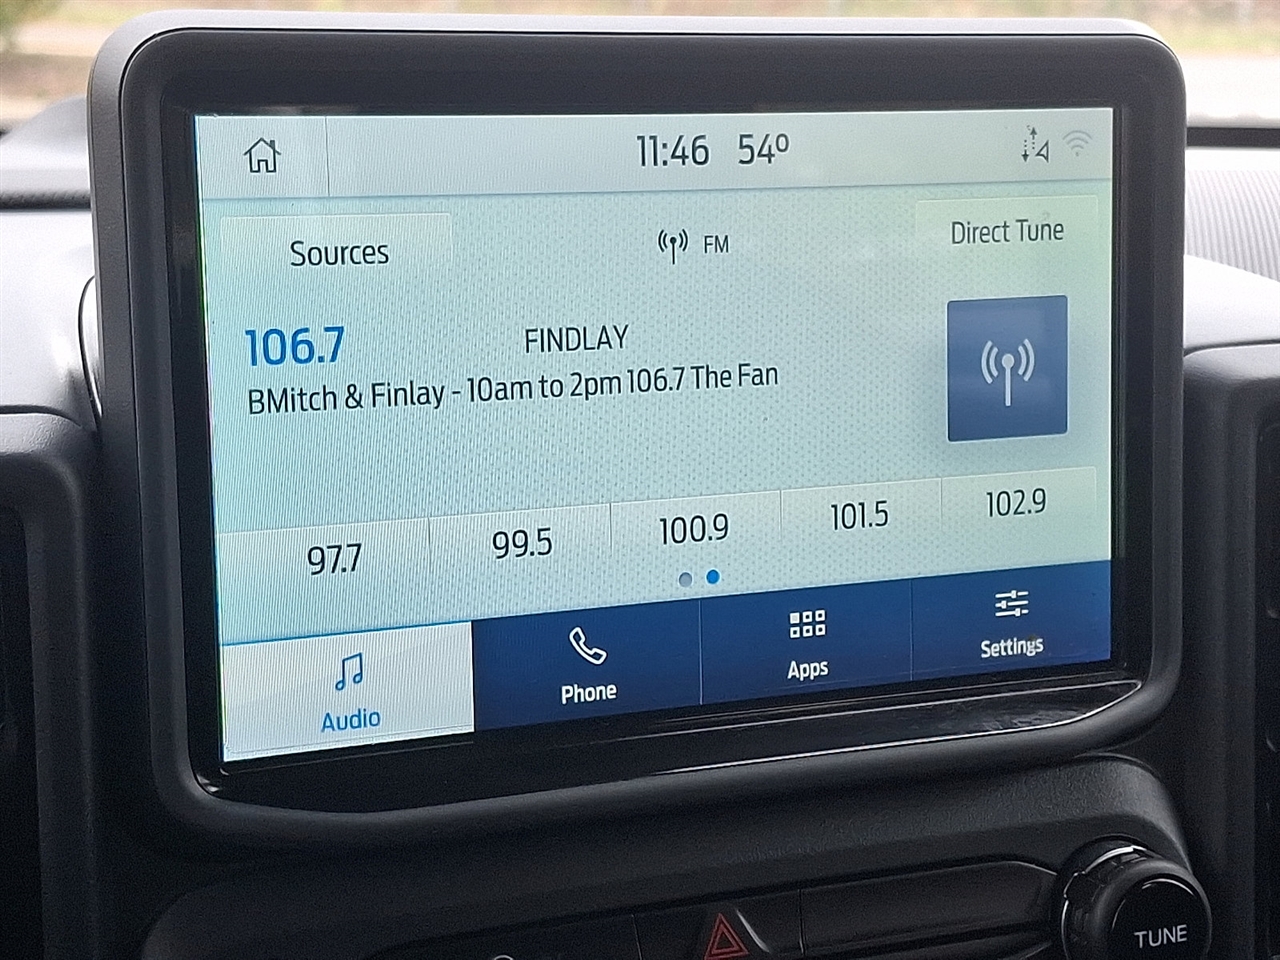 11:46 54º
Sources
FM
Direct Tune
106.7
FINDLAY
BMitch & Finlay - 10am to 2pm 106.7 The Fan
97.7
99.5
100.9
101.5
102.9
Audio
Phone
Apps
Settings
TUNE